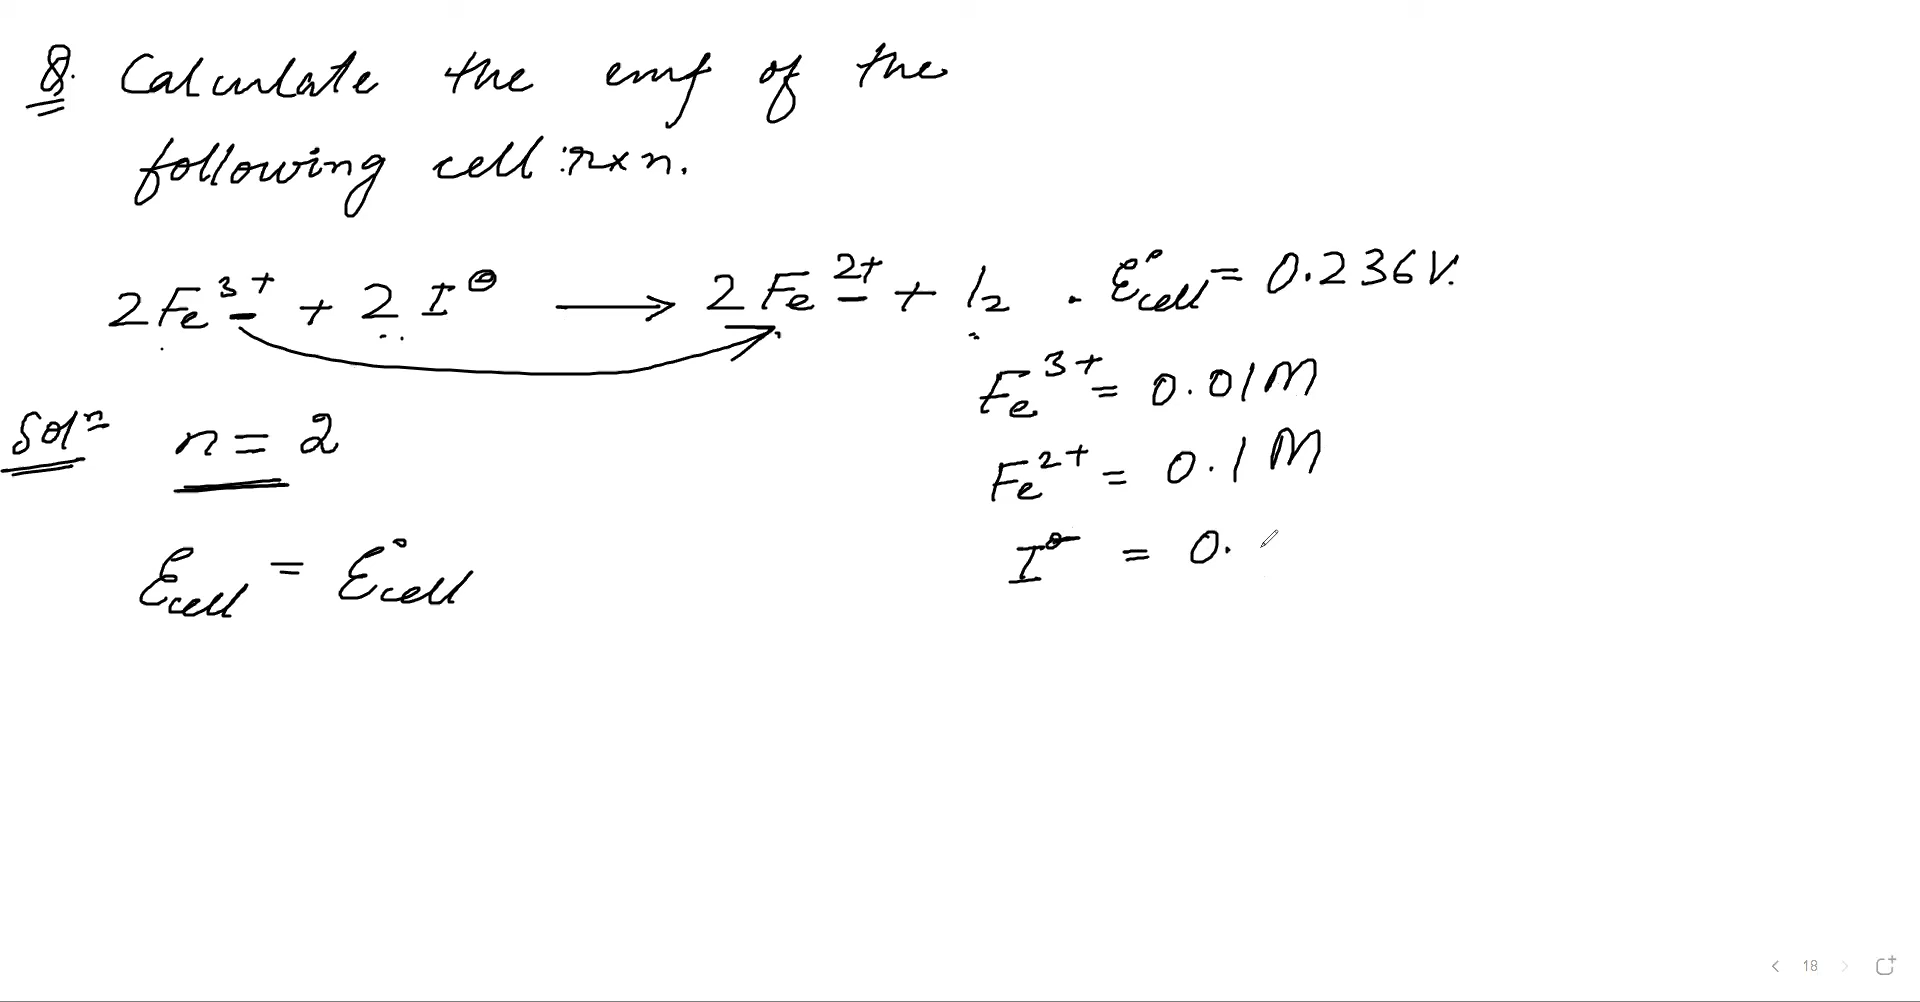 Q. Calculate the emf of the
following cell rxn.
2Fe³⁺ + 2I⊖ ⟶ 2Fe²⁺ + I₂ . E°cell = 0.236V.
Fe³⁺ = 0.01M
Solⁿ n = 2
Fe²⁺ = 0.1M
I⊖ = 0.
Ecell = E°cell
18